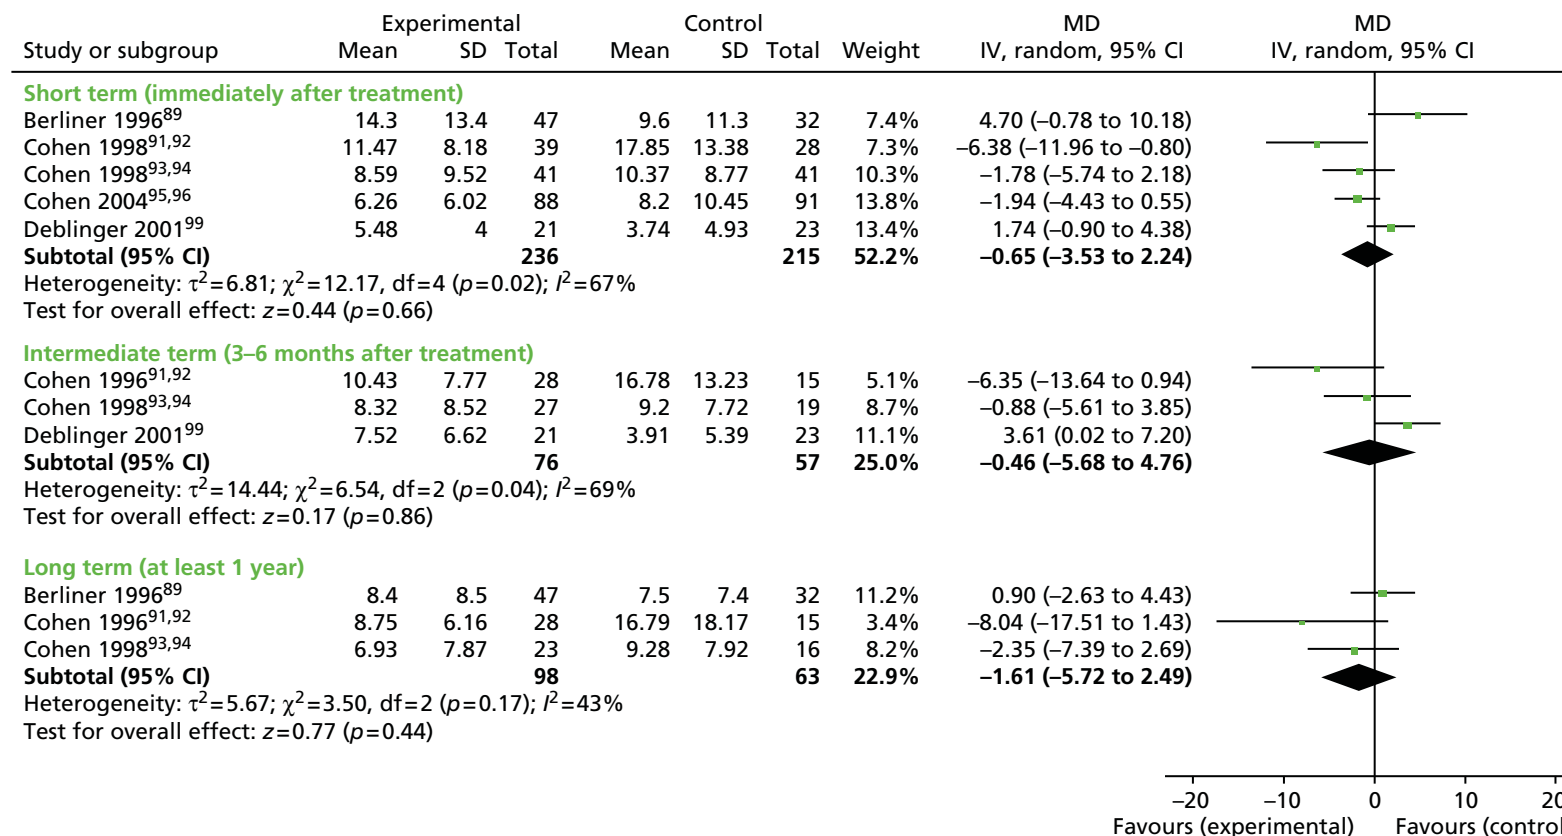 Experimental Control MD MD
Study or subgroup Mean SD Total Mean SD Total Weight IV, random, 95% CI IV, random, 95% CI
Short term (immediately after treatment)
Berliner 1996⁸⁹ 14.3 13.4 47 9.6 11.3 32 7.4% 4.70 (–0.78 to 10.18)
Cohen 1998⁹¹,⁹² 11.47 8.18 39 17.85 13.38 28 7.3% –6.38 (–11.96 to –0.80)
Cohen 1998⁹³,⁹⁴ 8.59 9.52 41 10.37 8.77 41 10.3% –1.78 (–5.74 to 2.18)
Cohen 2004⁹⁵,⁹⁶ 6.26 6.02 88 8.2 10.45 91 13.8% –1.94 (–4.43 to 0.55)
Deblinger 2001⁹⁹ 5.48 4 21 3.74 4.93 23 13.4% 1.74 (–0.90 to 4.38)
Subtotal (95% CI) 236 215 52.2% –0.65 (–3.53 to 2.24)
Heterogeneity: τ²=6.81; χ²=12.17, df=4 (p=0.02); I²=67%
Test for overall effect: z=0.44 (p=0.66)
Intermediate term (3–6 months after treatment)
Cohen 1996⁹¹,⁹² 10.43 7.77 28 16.78 13.23 15 5.1% –6.35 (–13.64 to 0.94)
Cohen 1998⁹³,⁹⁴ 8.32 8.52 27 9.2 7.72 19 8.7% –0.88 (–5.61 to 3.85)
Deblinger 2001⁹⁹ 7.52 6.62 21 3.91 5.39 23 11.1% 3.61 (0.02 to 7.20)
Subtotal (95% CI) 76 57 25.0% –0.46 (–5.68 to 4.76)
Heterogeneity: τ²=14.44; χ²=6.54, df=2 (p=0.04); I²=69%
Test for overall effect: z=0.17 (p=0.86)
Long term (at least 1 year)
Berliner 1996⁸⁹ 8.4 8.5 47 7.5 7.4 32 11.2% 0.90 (–2.63 to 4.43)
Cohen 1996⁹¹,⁹² 8.75 6.16 28 16.79 18.17 15 3.4% –8.04 (–17.51 to 1.43)
Cohen 1998⁹³,⁹⁴ 6.93 7.87 23 9.28 7.92 16 8.2% –2.35 (–7.39 to 2.69)
Subtotal (95% CI) 98 63 22.9% –1.61 (–5.72 to 2.49)
Heterogeneity: τ²=5.67; χ²=3.50, df=2 (p=0.17); I²=43%
Test for overall effect: z=0.77 (p=0.44)
–20 –10 0 10 20
Favours (experimental) Favours (control